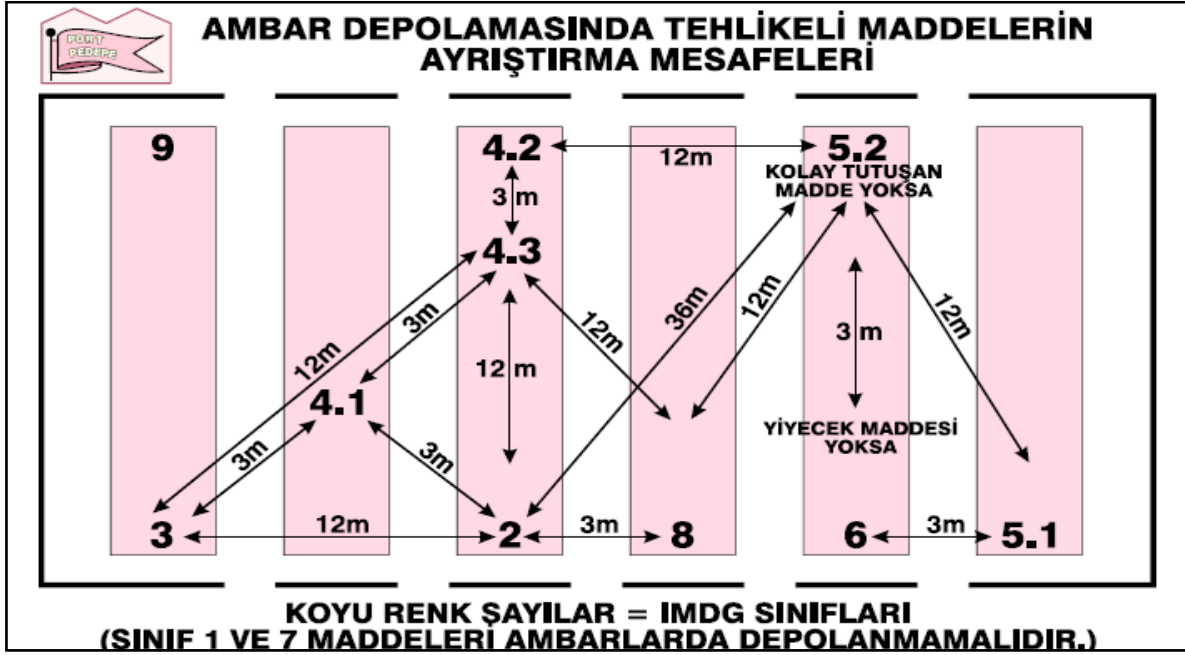 PORT
PEDEPE
AMBAR DEPOLAMASINDA TEHLİKELİ MADDELERİN
AYRIŞTIRMA MESAFELERİ
9
4.2
12m
5.2
KOLAY TUTUŞAN
MADDE YOKSA
3 m
4.3
3m
12m
12m
36m
12m
3 m
12m
12 m
4.1
3m
3m
YİYECEK MADDESİ
YOKSA
3
12m
2
3m
8
6
3m
5.1
KOYU RENK ŞAYILAR = IMDG SINIFLARI
(SINIF 1 VE 7 MADDELERİ AMBARLARDA DEPOLANMAMALIDIR.)